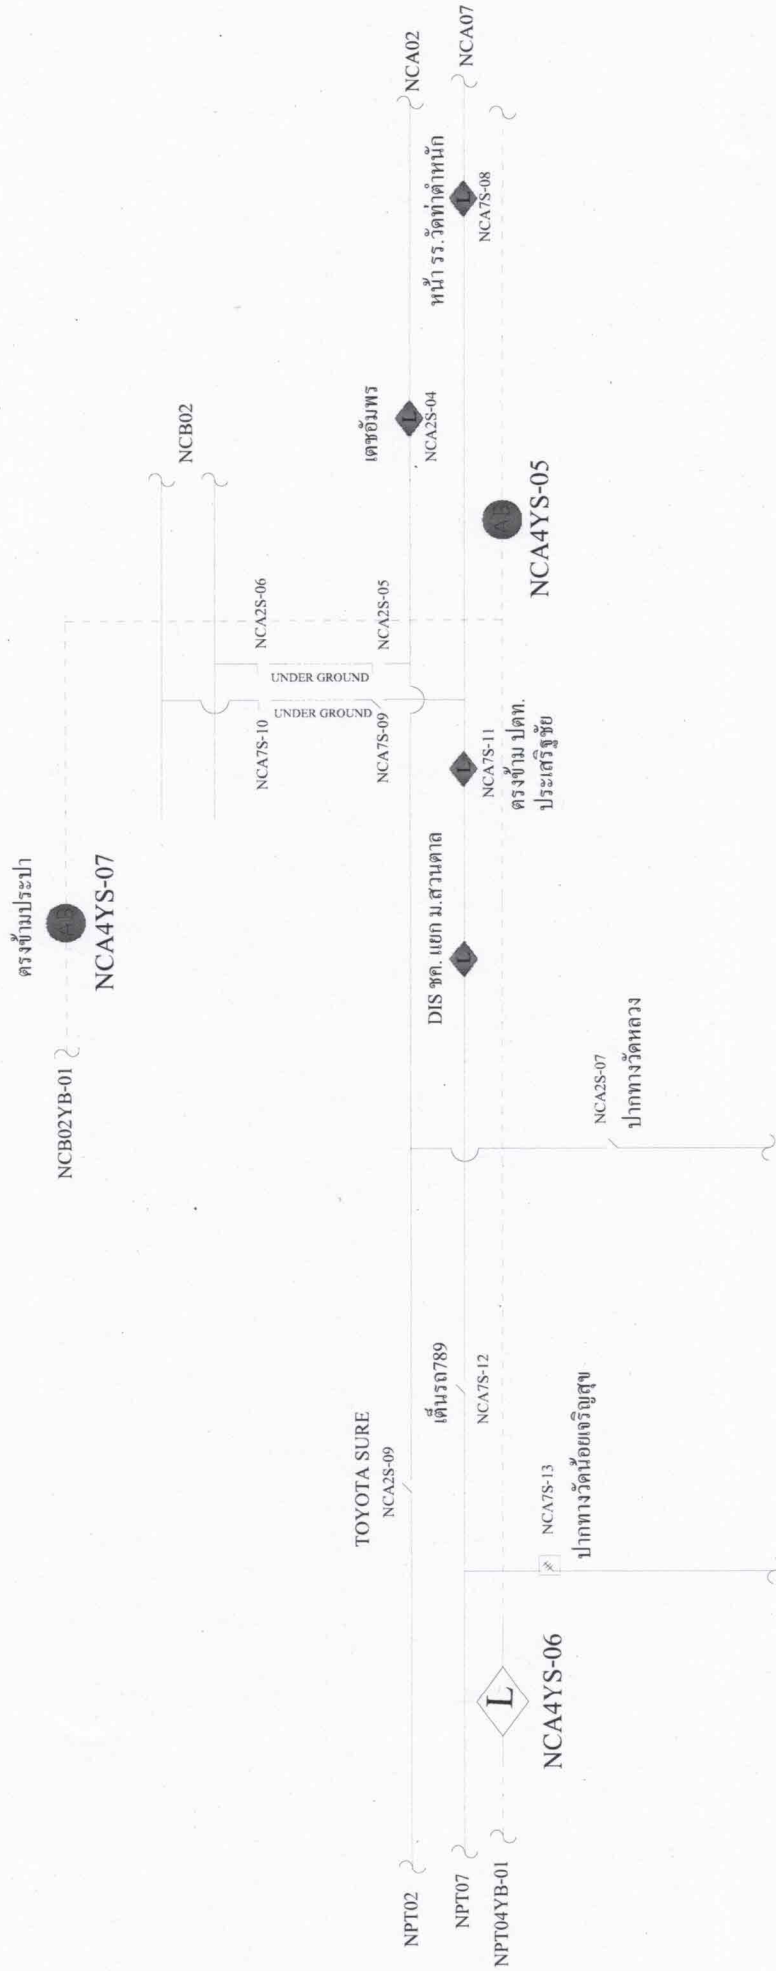 ตรงข้ามประปา
AB
NCB02YB-01
NCA4YS-07
NCB02
NCA7S-10
NCA2S-06
UNDER GROUND
UNDER GROUND
NCA7S-09
NCA2S-05
TOYOTA SURE
NCA2S-09
เดชอัมพร
L
NCA2S-04
NPT02
NCA02
เต็นรถ789
NCA7S-12
DIS ชค. แยก ม.สวนตาล
L
L
NCA7S-11
ตรงข้าม ปตท.
ประเสริฐชัย
หน้า รร.วัดท่าตำหนัก
L
NCA7S-08
NPT07
NCA07
NPT04YB-01
L
NCA4YS-06
AB
NCA4YS-05
NCA7S-13
ปากทางวัดน้อยเจริญสุข
NCA2S-07
ปากทางวัดหลวง